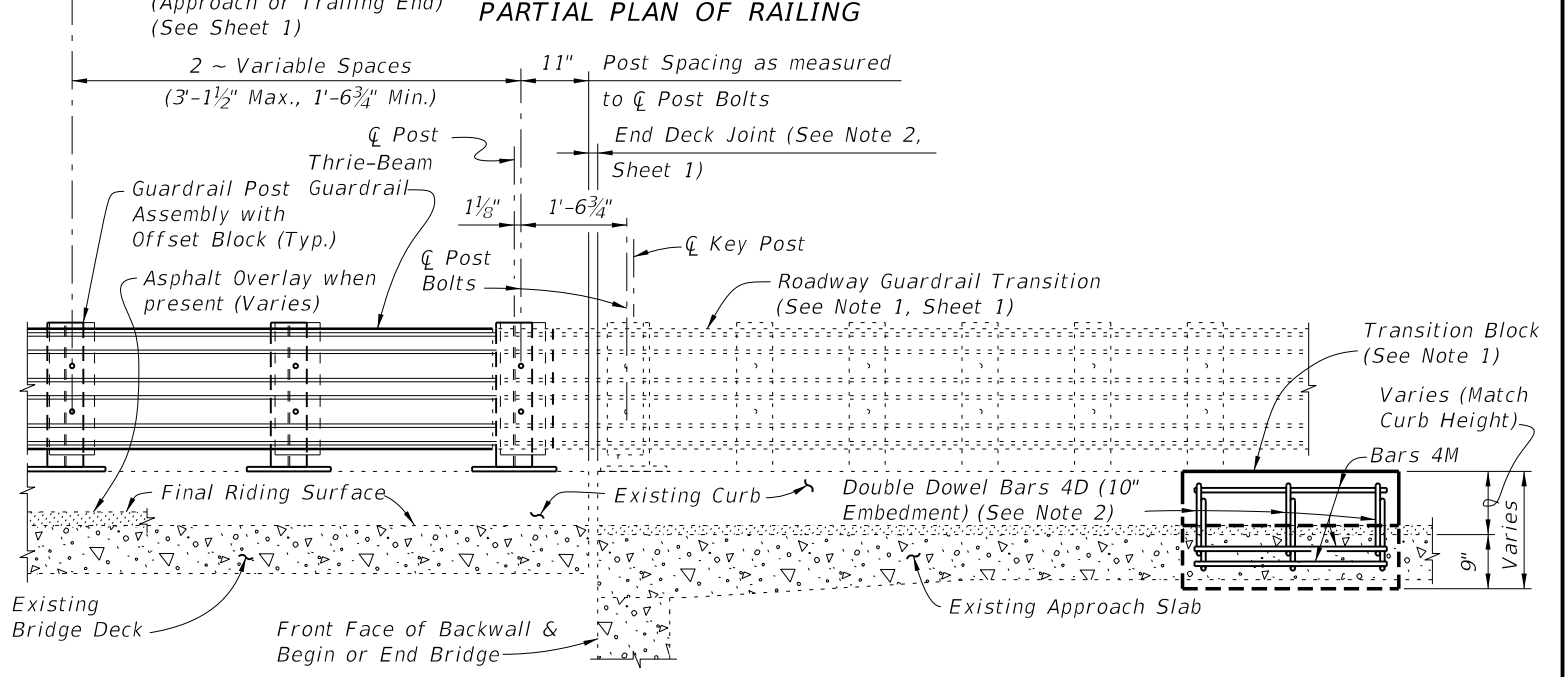 (Approach or Trailing End)
(See Sheet 1)
PARTIAL PLAN OF RAILING
2 ~ Variable Spaces
(3'-1½" Max., 1'-6¾" Min.)
11"
Post Spacing as measured
to ℄ Post Bolts
℄ Post
End Deck Joint (See Note 2,
Sheet 1)
Thrie-Beam
Guardrail
Guardrail Post
Assembly with
Offset Block (Typ.)
1⅛"
1'-6¾"
℄ Key Post
℄ Post
Bolts
Asphalt Overlay when
present (Varies)
Roadway Guardrail Transition
(See Note 1, Sheet 1)
Transition Block
(See Note 1)
Varies (Match
Curb Height)
Bars 4M
Final Riding Surface
Existing Curb
Double Dowel Bars 4D (10"
Embedment) (See Note 2)
9"
Varies
Existing
Bridge Deck
Existing Approach Slab
Front Face of Backwall &
Begin or End Bridge